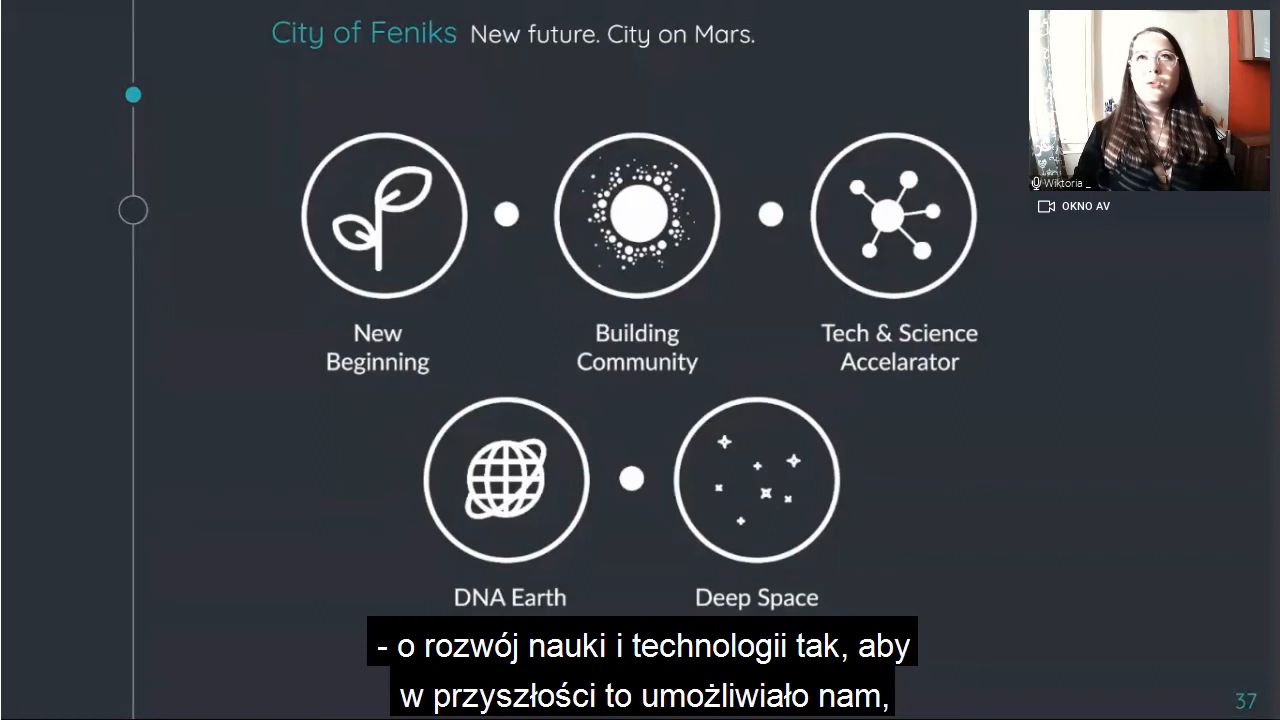 City of Feniks New future. City on Mars.
Wiktoria _
OKNO AV
New
Beginning
Building
Community
Tech & Science
Accelarator
DNA Earth
Deep Space
- o rozwój nauki i technologii tak, aby
w przyszłości to umożliwiało nam,
37